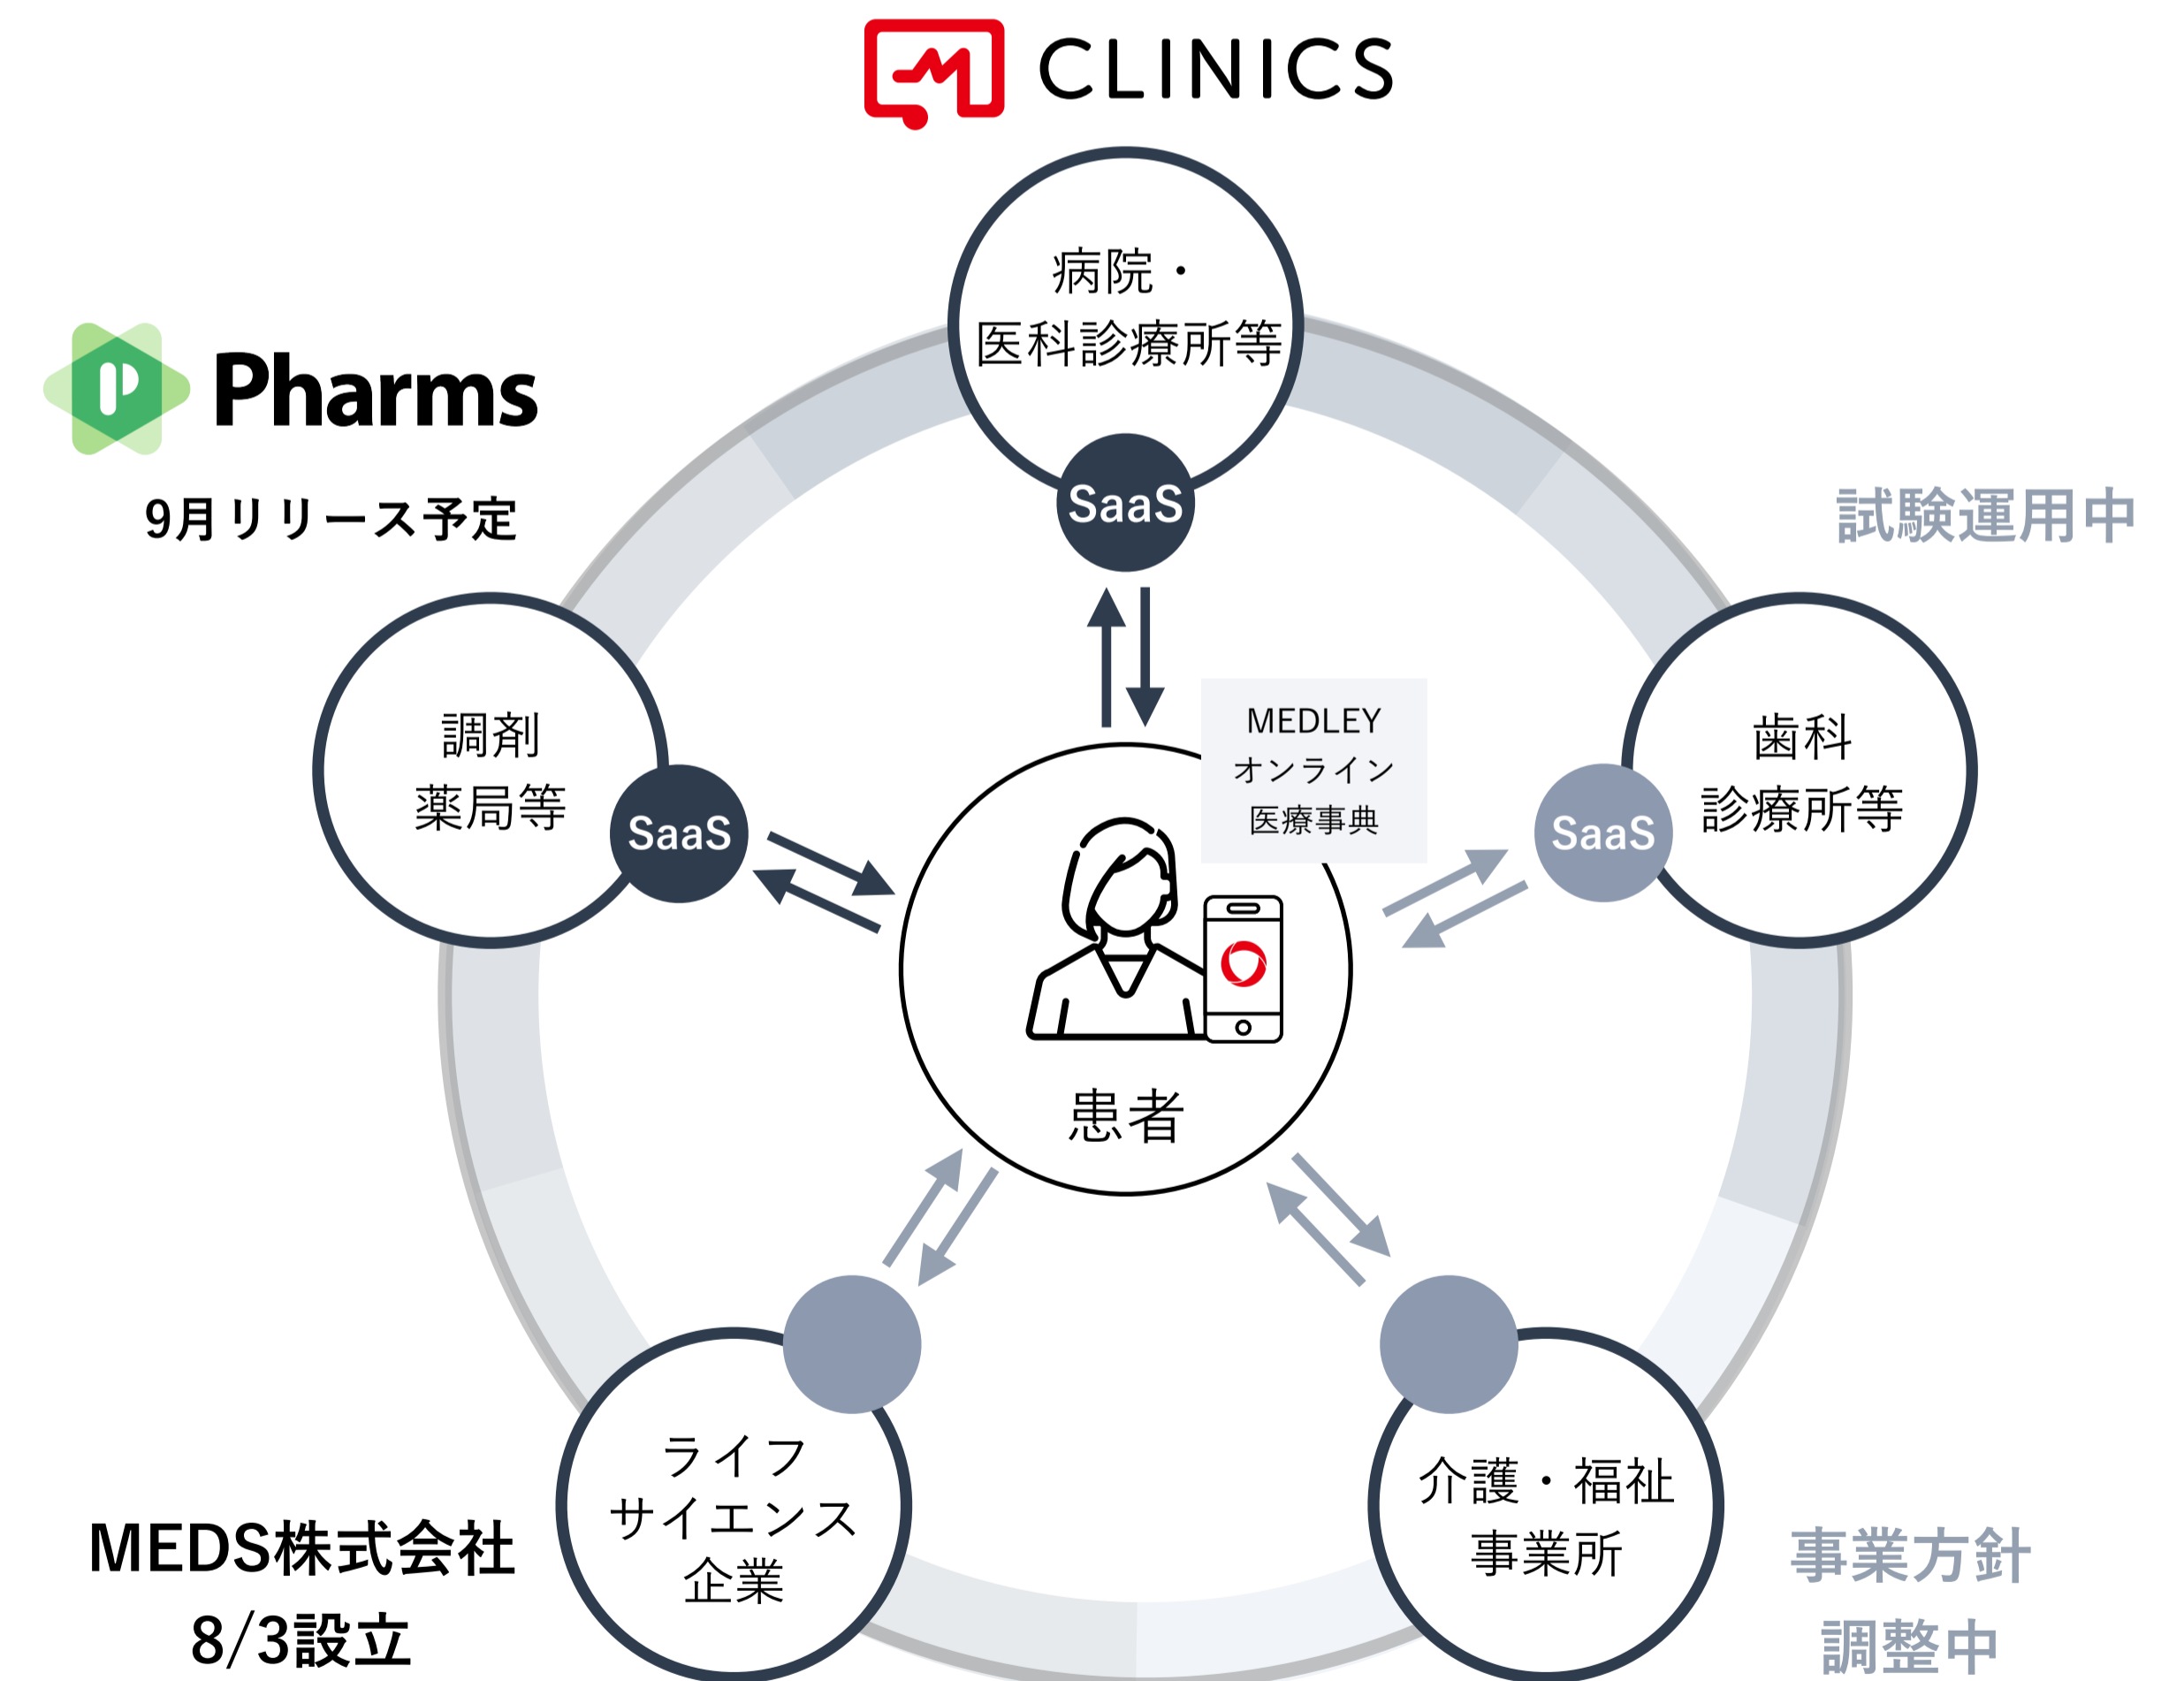 CLINICS
病院・
医科診療所等
SaaS
Pharms
9月リリース予定
調剤
薬局等
SaaS
試験運用中
歯科
診療所等
SaaS
MEDLEY
オンライン
医療事典
患者
ライフ
サイエンス
企業
MEDS株式会社
8/3設立
介護・福祉
事業所
事業方針
調整中